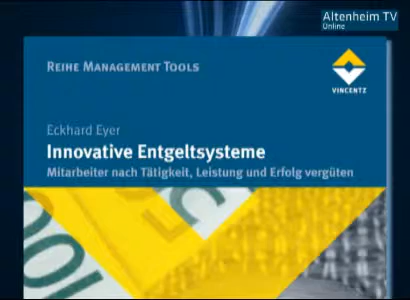 Altenheim TV
Online
REIHE MANAGEMENT TOOLS
VINCENTZ
Eckhard Eyer
Innovative Entgeltsysteme
Mitarbeiter nach Tätigkeit, Leistung und Erfolg vergüten